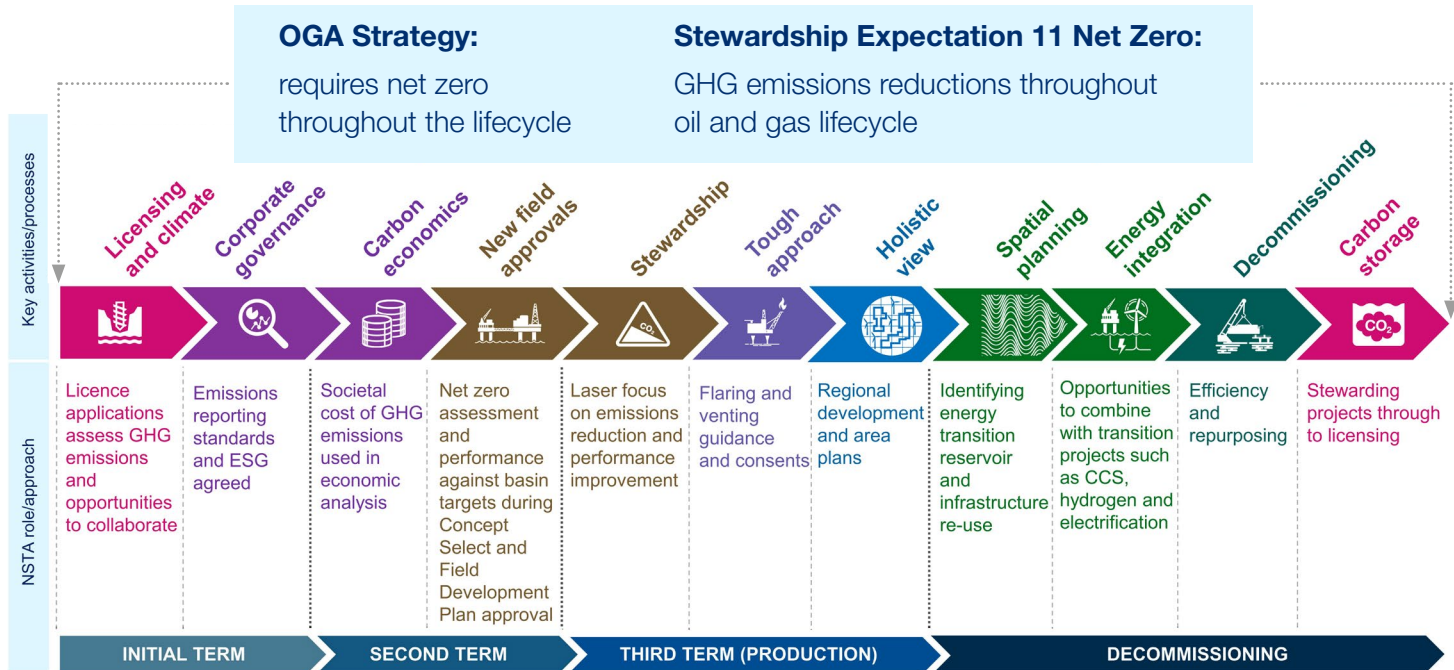 OGA Strategy:
requires net zero
throughout the lifecycle
Stewardship Expectation 11 Net Zero:
GHG emissions reductions throughout
oil and gas lifecycle
Key activities/processes
Licensing
and climate
Corporate
governance
Carbon
economics
New field
approvals
Stewardship
Tough
approach
Holistic
view
Spatial
planning
Energy
integration
Decommissioning
Carbon
storage
CO₂
CO₂
NSTA role/approach
Licence
applications
assess GHG
emissions
and
opportunities
to collaborate
Emissions
reporting
standards
and ESG
agreed
Societal
cost of GHG
emissions
used in
economic
analysis
Net zero
assessment
and
performance
against basin
targets during
Concept
Select and
Field
Development
Plan approval
Laser focus
on emissions
reduction and
performance
improvement
Flaring and
venting
guidance
and consents
Regional
development
and area
plans
Identifying
energy
transition
reservoir
and
infrastructure
re-use
Opportunities
to combine
with transition
projects such
as CCS,
hydrogen and
electrification
Efficiency
and
repurposing
Stewarding
projects through
to licensing
INITIAL TERM
SECOND TERM
THIRD TERM (PRODUCTION)
DECOMMISSIONING